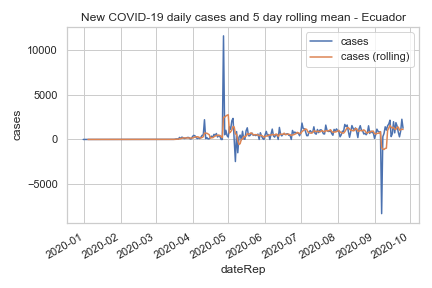 New COVID-19 daily cases and 5 day rolling mean - Ecuador
cases
cases (rolling)
cases
10000
5000
0
−5000
2020-01
2020-02
2020-03
2020-04
2020-05
2020-06
2020-07
2020-08
2020-09
2020-10
dateRep